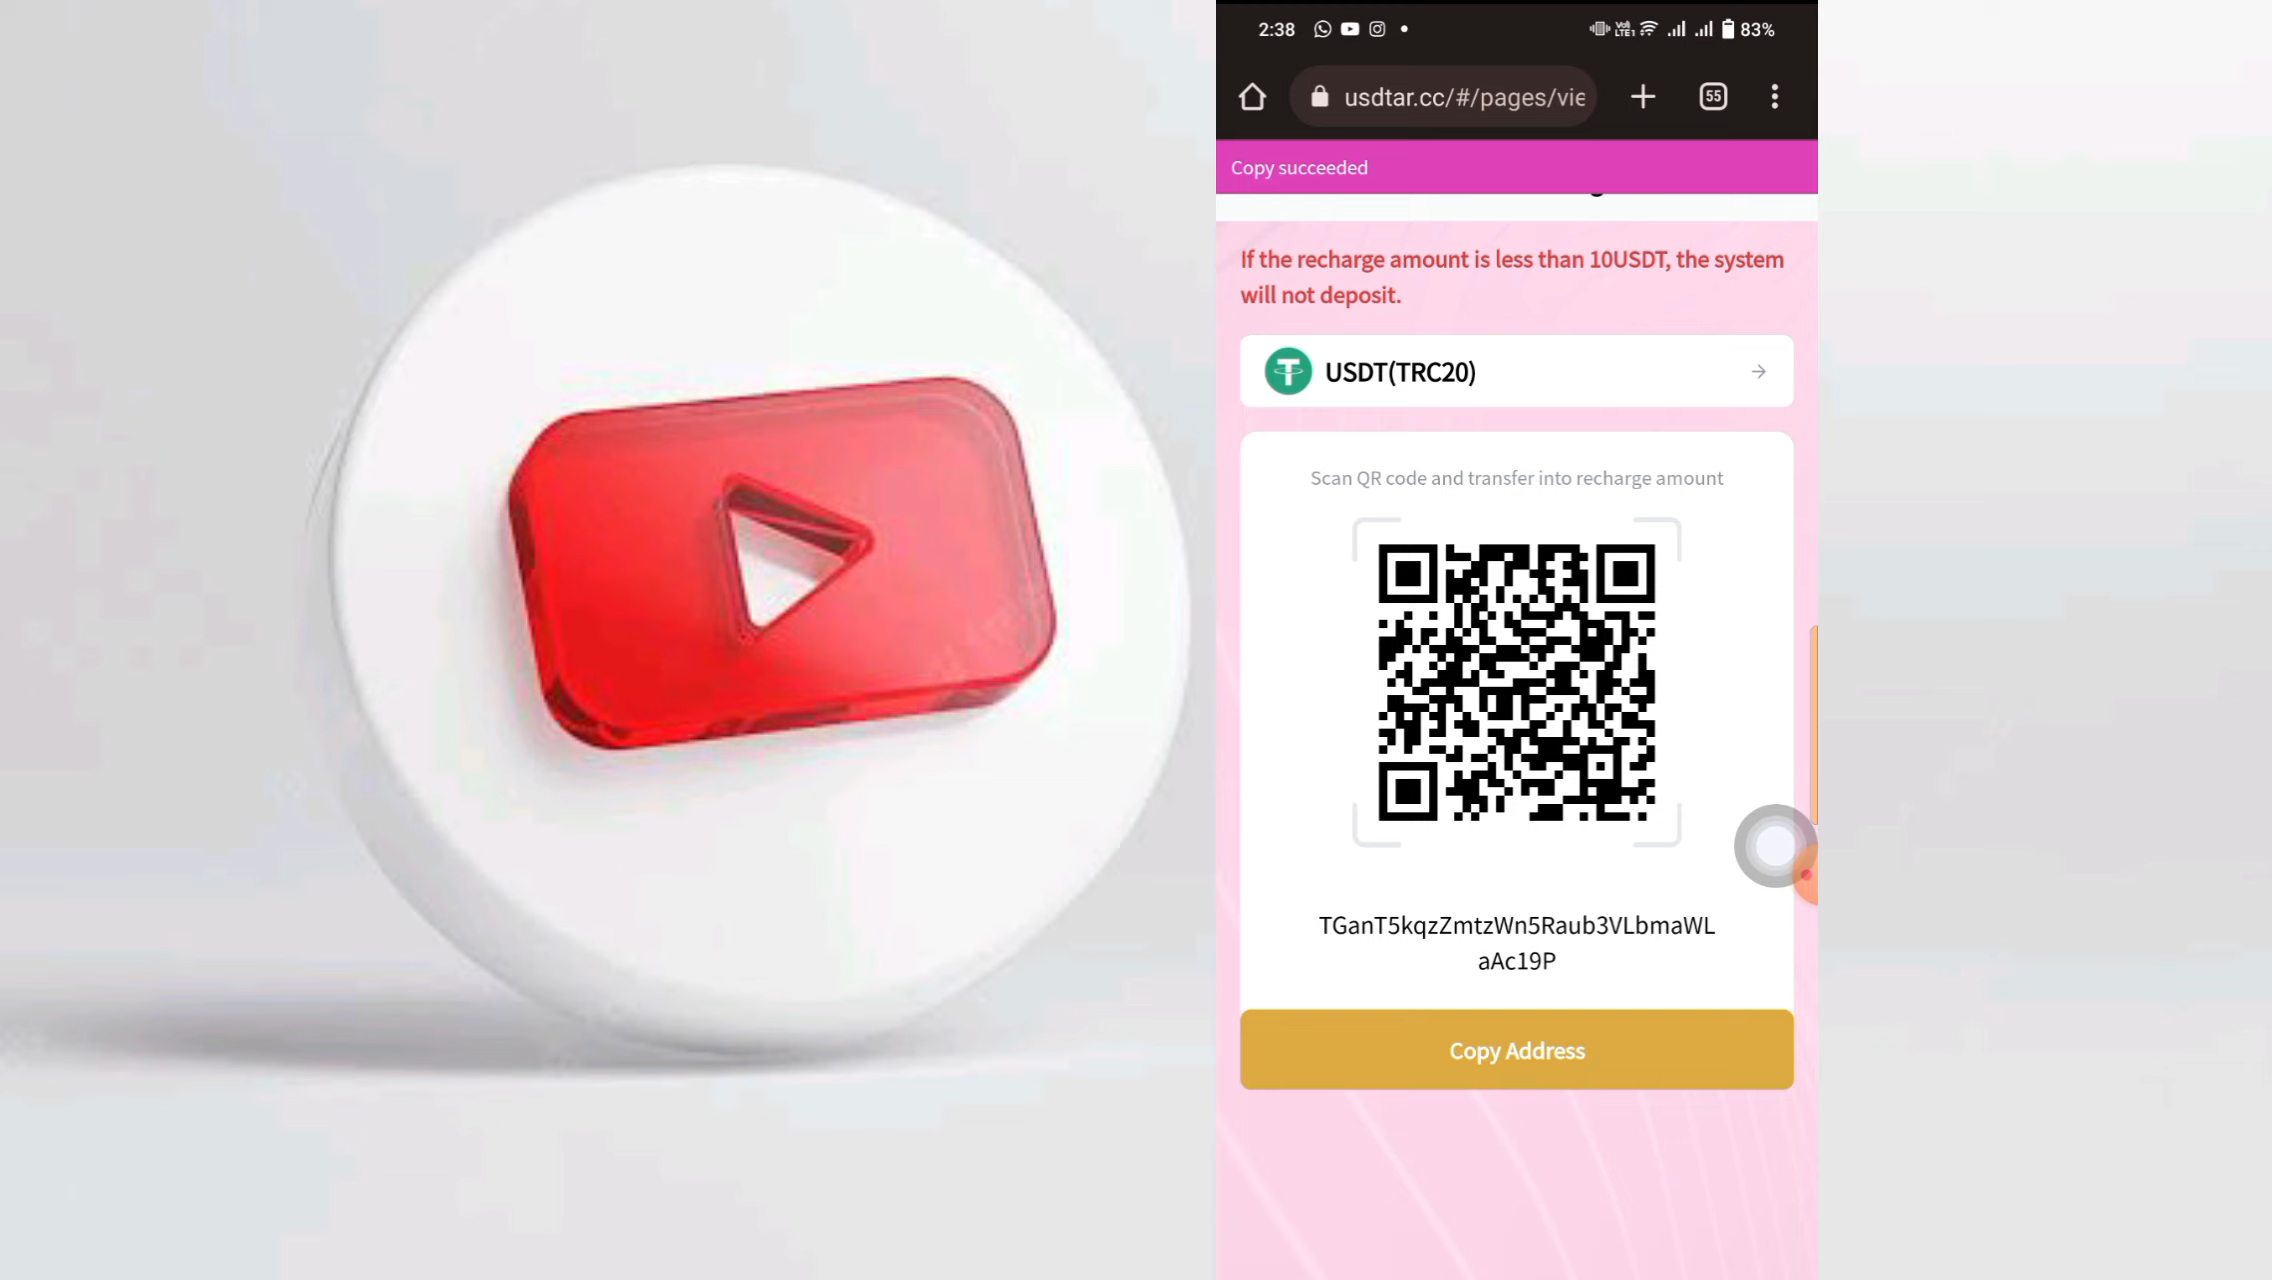 2:38
83%
usdtar.cc/#/pages/vie
55
Copy succeeded
If the recharge amount is less than 10USDT, the system
will not deposit.
USDT(TRC20)
Scan QR code and transfer into recharge amount
TGanT5kqzZmtzWn5Raub3VLbmaWL
aAc19P
Copy Address